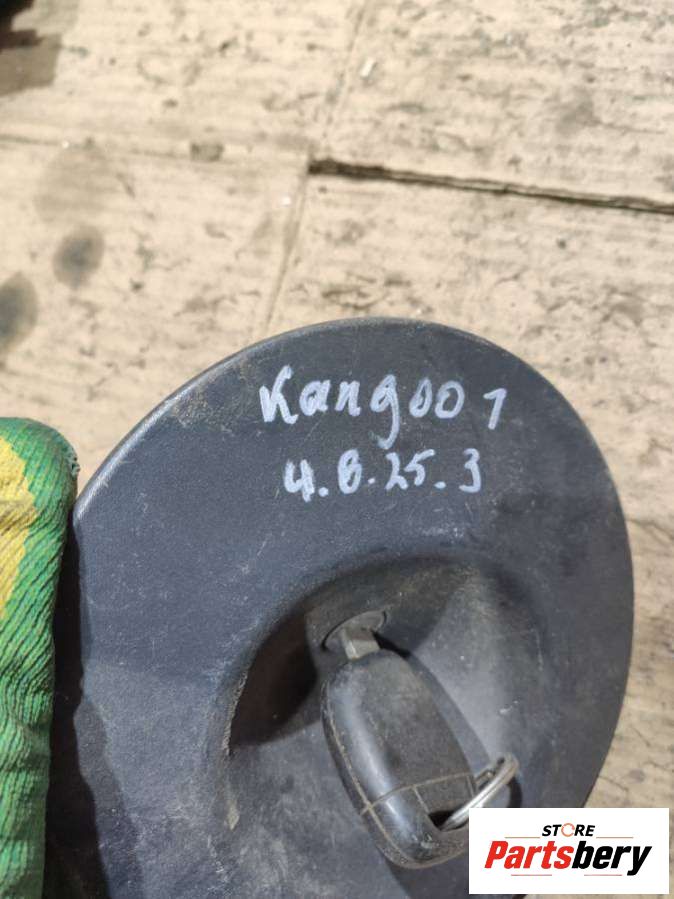 Kangoo 1
4.8.25.3
STORE
Partsbery